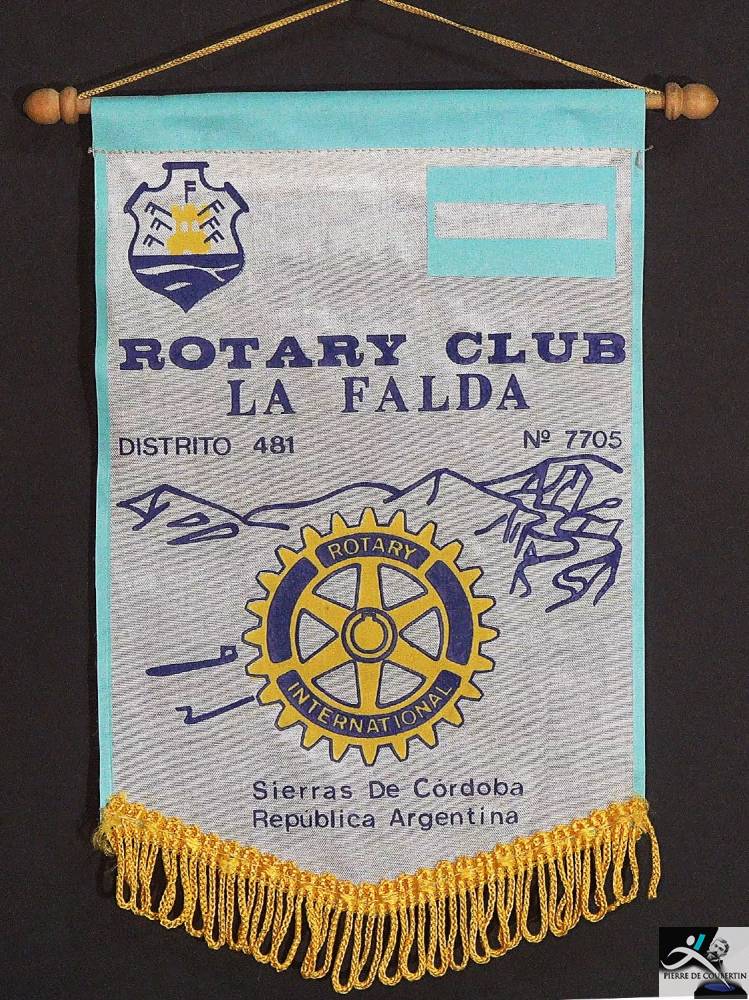 ROTARY CLUB
LA FALDA
DISTRITO 481
Nº 7705
ROTARY
INTERNATIONAL
Sierras De Córdoba
República Argentina
PIERRE DE COUBERTIN